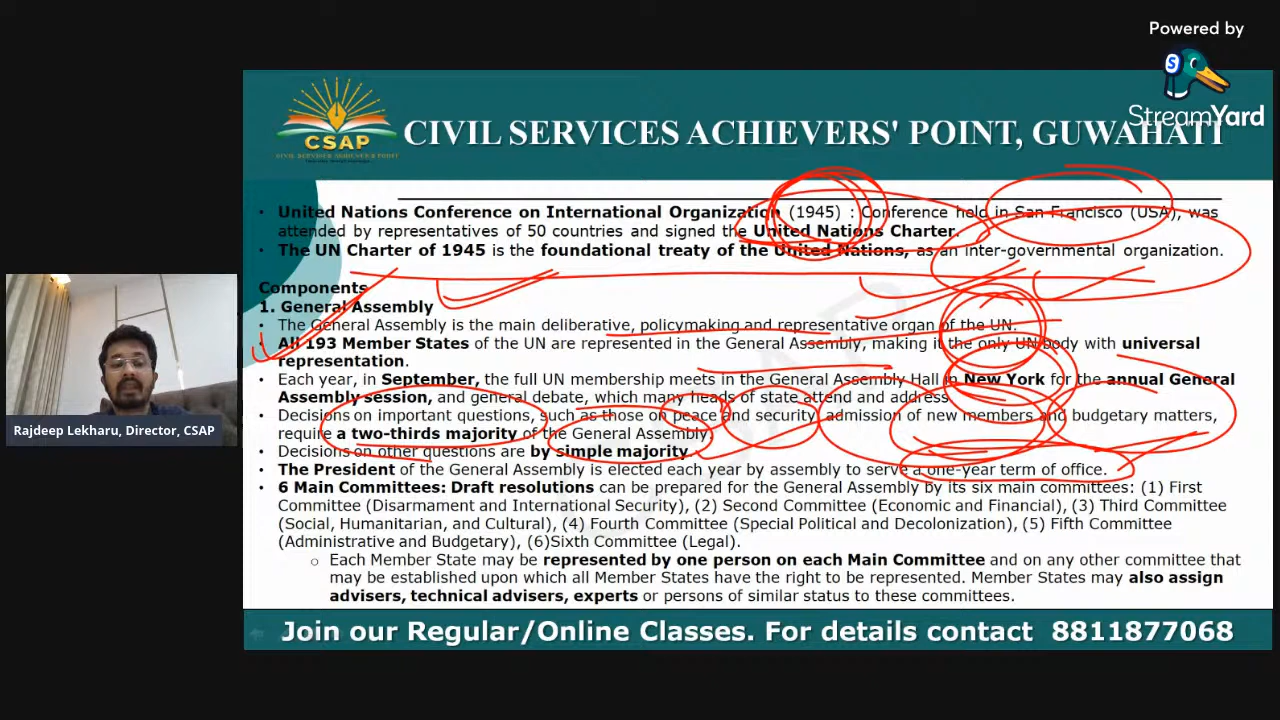 Powered by
S
StreamYard
CSAP
CIVIL SERVICES ACHIEVERS' POINT, GUWAHATI
• United Nations Conference on International Organization (1945) : Conference held in San Francisco (USA), was
attended by representatives of 50 countries and signed the United Nations Charter.
• The UN Charter of 1945 is the foundational treaty of the United Nations, as an inter-governmental organization.
Components
1. General Assembly
• The General Assembly is the main deliberative, policymaking and representative organ of the UN.
• All 193 Member States of the UN are represented in the General Assembly, making it the only UN body with universal
representation.
• Each year, in September, the full UN membership meets in the General Assembly Hall in New York for the annual General
Assembly session, and general debate, which many heads of state attend and address.
• Decisions on important questions, such as those on peace and security, admission of new members and budgetary matters,
require a two-thirds majority of the General Assembly.
• Decisions on other questions are by simple majority.
• The President of the General Assembly is elected each year by assembly to serve a one-year term of office.
• 6 Main Committees: Draft resolutions can be prepared for the General Assembly by its six main committees: (1) First
Committee (Disarmament and International Security), (2) Second Committee (Economic and Financial), (3) Third Committee
(Social, Humanitarian, and Cultural), (4) Fourth Committee (Special Political and Decolonization), (5) Fifth Committee
(Administrative and Budgetary), (6)Sixth Committee (Legal).
o Each Member State may be represented by one person on each Main Committee and on any other committee that
may be established upon which all Member States have the right to be represented. Member States may also assign
advisers, technical advisers, experts or persons of similar status to these committees.
Rajdeep Lekharu, Director, CSAP
Join our Regular/Online Classes. For details contact 8811877068